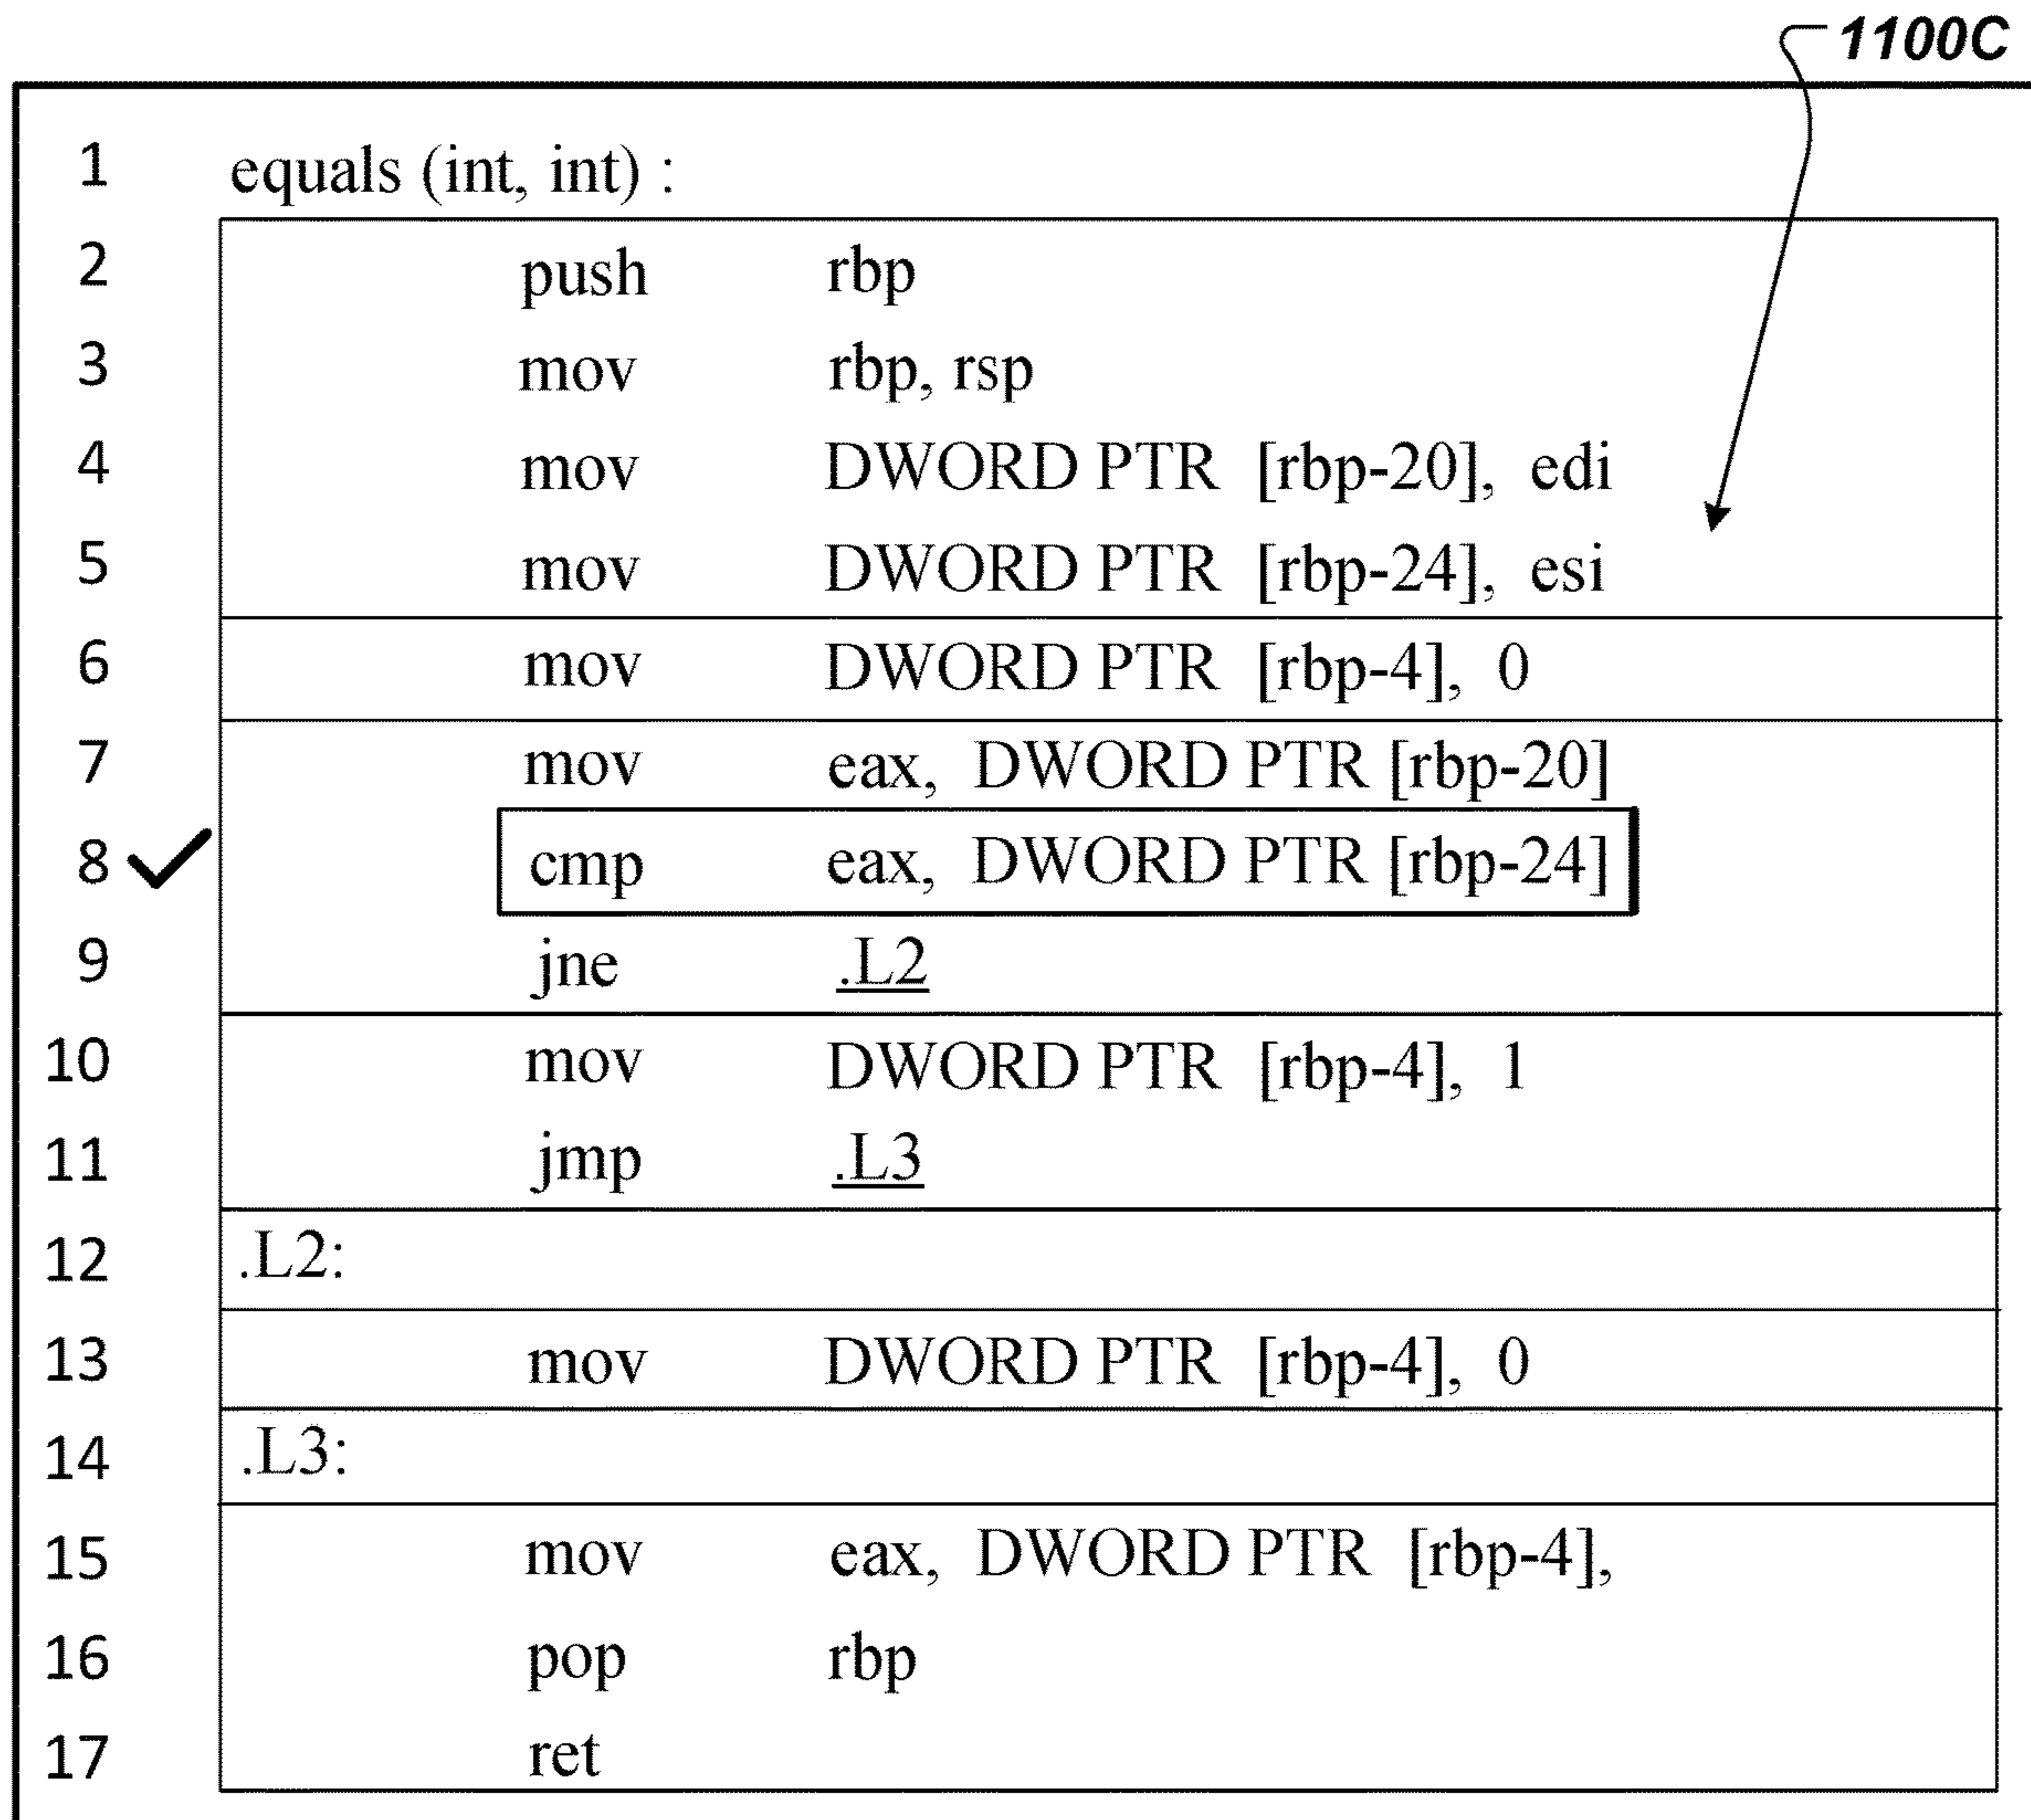 1100C
1 equals (int, int) :
2 push rbp
3 mov rbp, rsp
4 mov DWORD PTR [rbp-20], edi
5 mov DWORD PTR [rbp-24], esi
6 mov DWORD PTR [rbp-4], 0
7 mov eax, DWORD PTR [rbp-20]
8 cmp eax, DWORD PTR [rbp-24]
9 jne .L2
10 mov DWORD PTR [rbp-4], 1
11 jmp .L3
12 .L2:
13 mov DWORD PTR [rbp-4], 0
14 .L3:
15 mov eax, DWORD PTR [rbp-4],
16 pop rbp
17 ret